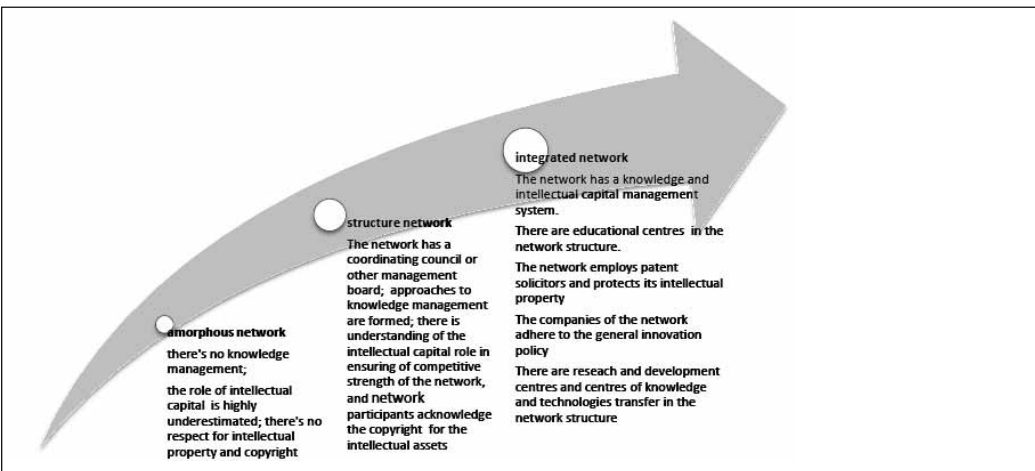 amorphous network
there's no knowledge
management;
the role of intellectual
capital is highly
underestimated; there's no
respect for intellectual
property and copyright
structure network
The network has a
coordinating council or
other management
board; approaches to
knowledge management
are formed; there is
understanding of the
intellectual capital role in
ensuring of competitive
strength of the network,
and network
participants acknowledge
the copyright for the
intellectual assets
integrated network
The network has a knowledge and
intellectual capital management
system.
There are educational centres in the
network structure.
The network employs patent
solicitors and protects its intellectual
property
The companies of the network
adhere to the general innovation
policy
There are reseach and development
centres and centres of knowledge
and technologies transfer in the
network structure